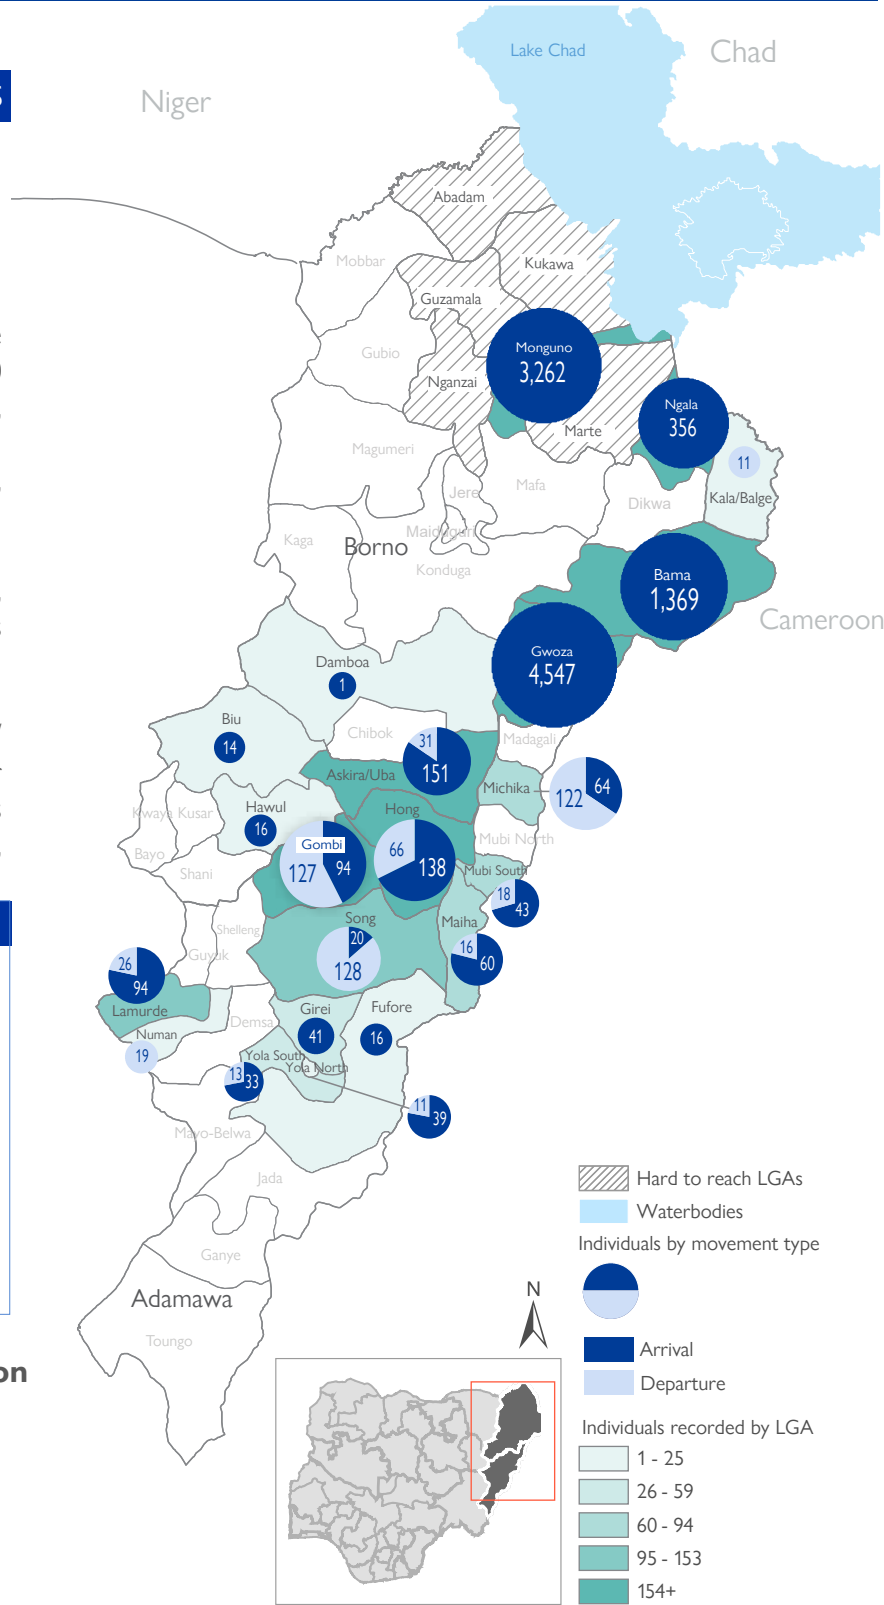 Lake Chad
Chad
Niger
Abadam
Mobbar
Kukawa
Guzamala
Gubio
Monguno
3,262
Nganzai
Ngala
356
Marte
Magumeri
11
Jere
Mafa
Kala/Balge
Dikwa
Maiduguri
Kaga
Borno
Konduga
Bama
1,369
Cameroon
Gwoza
4,547
Damboa
1
Biu
14
Chibok
31
151
Madagali
Askira/Uba
Michika
122
64
Kwaya Kusar
Hawul
16
Hong
66
138
Mubi North
Gombi
127
94
Bayo
Shani
Mubi South
18
43
Song
20
128
Maiha
16
60
Shelleng
Guyuk
26
94
Lamurde
Numan
19
Demsa
Girei
41
Fufore
16
Yola South
Yola North
13
33
11
39
Mayo-Belwa
Jada
Ganye
Adamawa
Toungo
on
N
Hard to reach LGAs
Waterbodies
Individuals by movement type
Arrival
Departure
Individuals recorded by LGA
1 - 25
26 - 59
60 - 94
95 - 153
154+